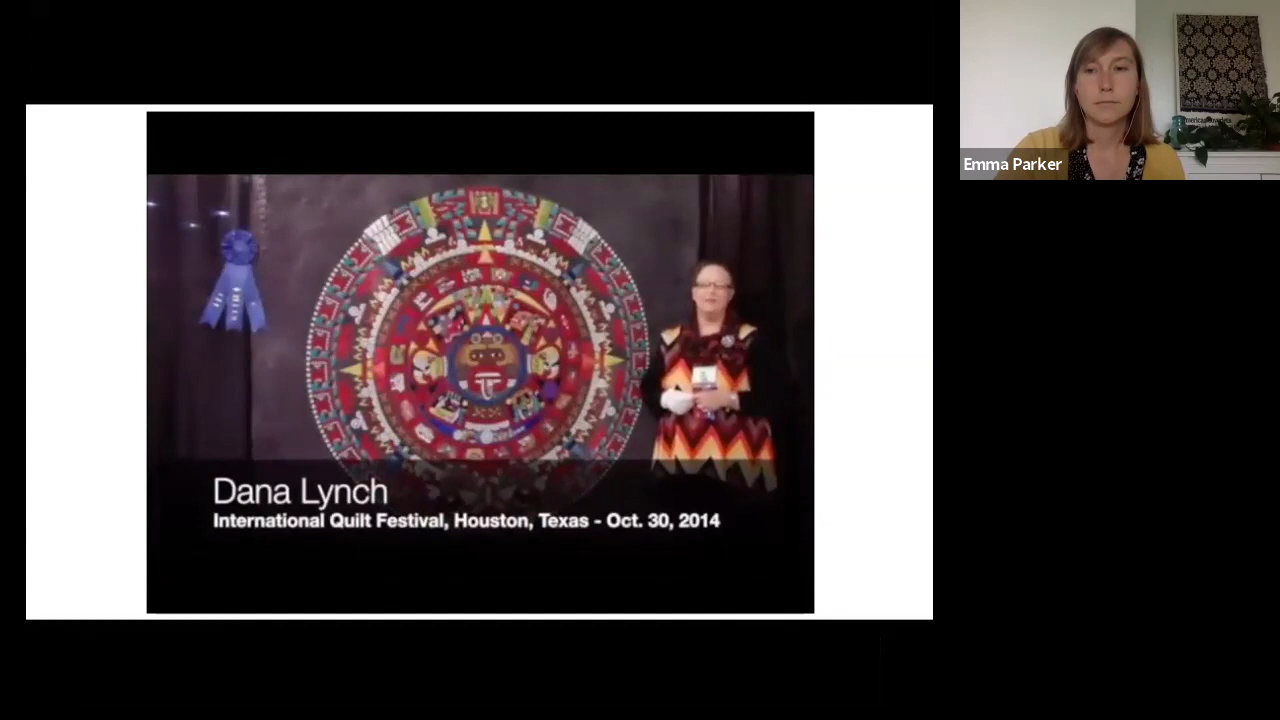 Dana Lynch
International Quilt Festival, Houston, Texas - Oct. 30, 2014
Emma Parker